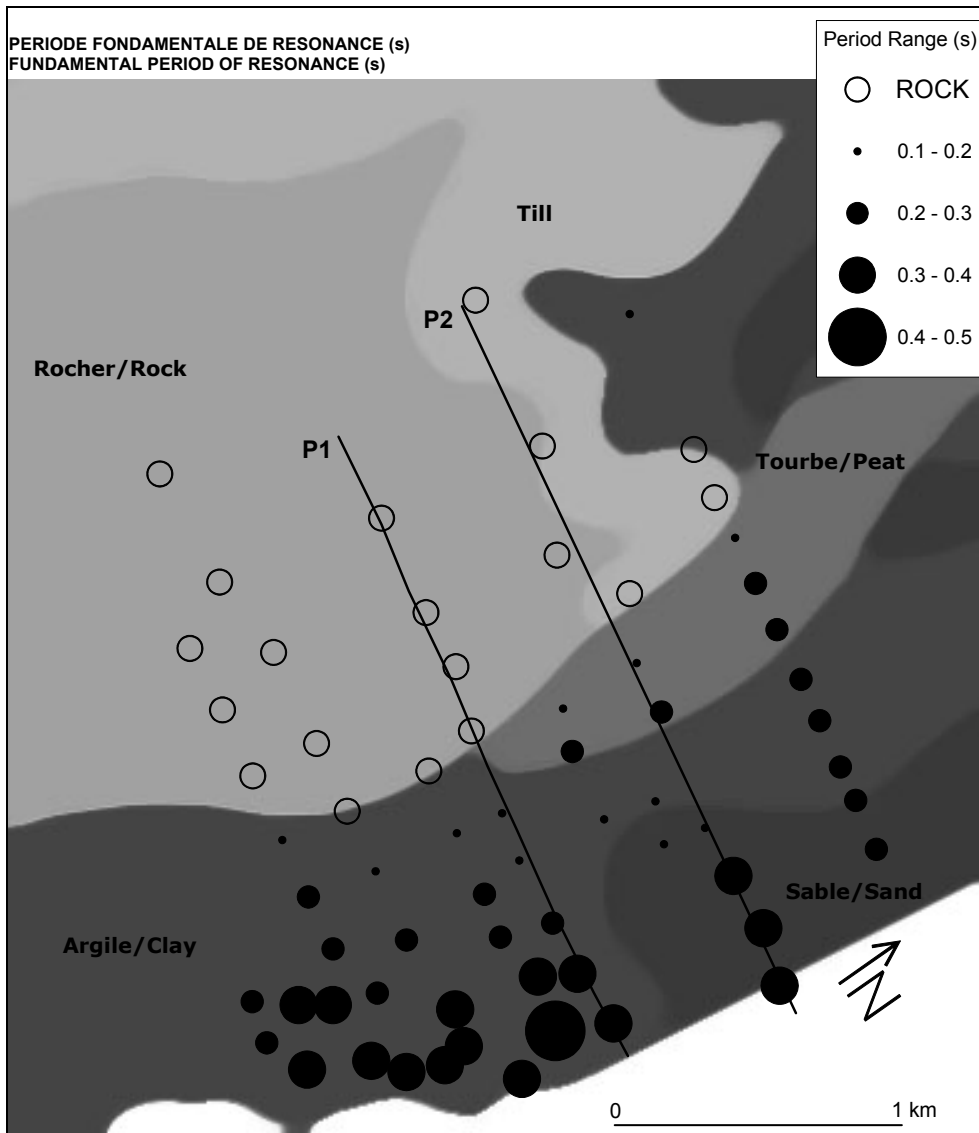 PERIODE FONDAMENTALE DE RESONANCE (s)
FUNDAMENTAL PERIOD OF RESONANCE (s)
Period Range (s)
ROCK
0.1 - 0.2
0.2 - 0.3
0.3 - 0.4
0.4 - 0.5
Till
P2
Rocher/Rock
P1
Tourbe/Peat
Sable/Sand
Argile/Clay
N
0 1 km